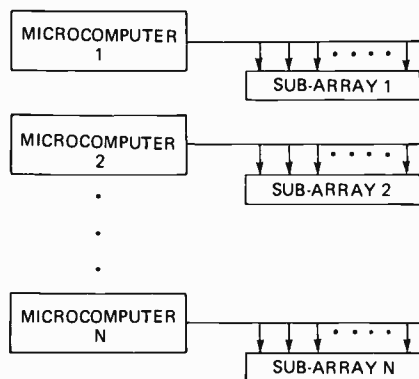 MICROCOMPUTER
1
SUB-ARRAY 1
MICROCOMPUTER
2
SUB-ARRAY 2
MICROCOMPUTER
N
SUB-ARRAY N